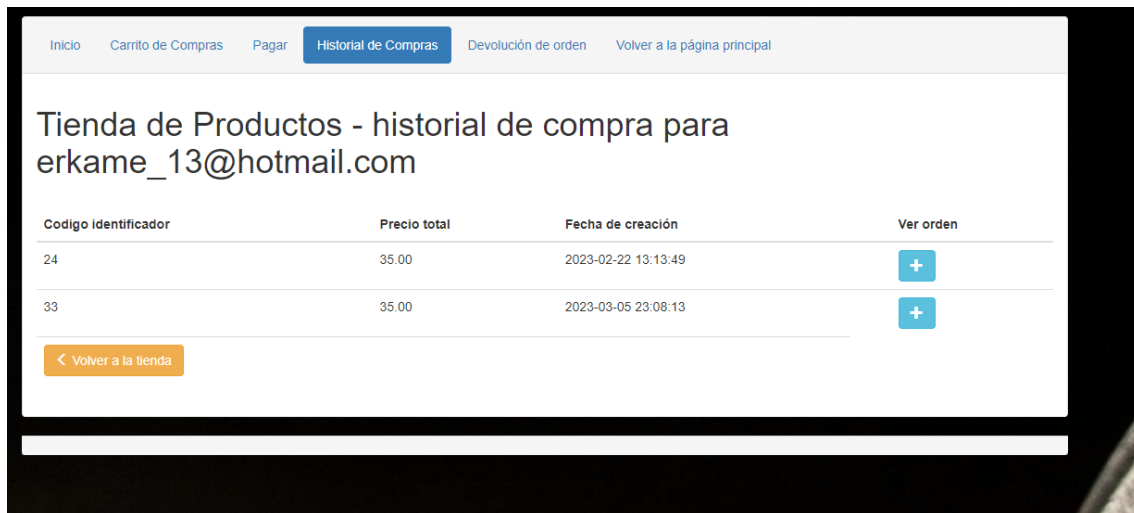 Inicio Carrito de Compras Pagar Historial de Compras Devolución de orden Volver a la página principal
Tienda de Productos - historial de compra para
erkame_13@hotmail.com
Codigo identificador Precio total Fecha de creación Ver orden
24 35.00 2023-02-22 13:13:49 +
33 35.00 2023-03-05 23:08:13 +
Volver a la tienda